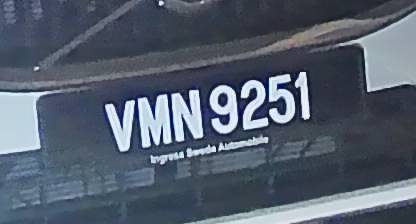 VMN 9251
Ingress Swede Automobile